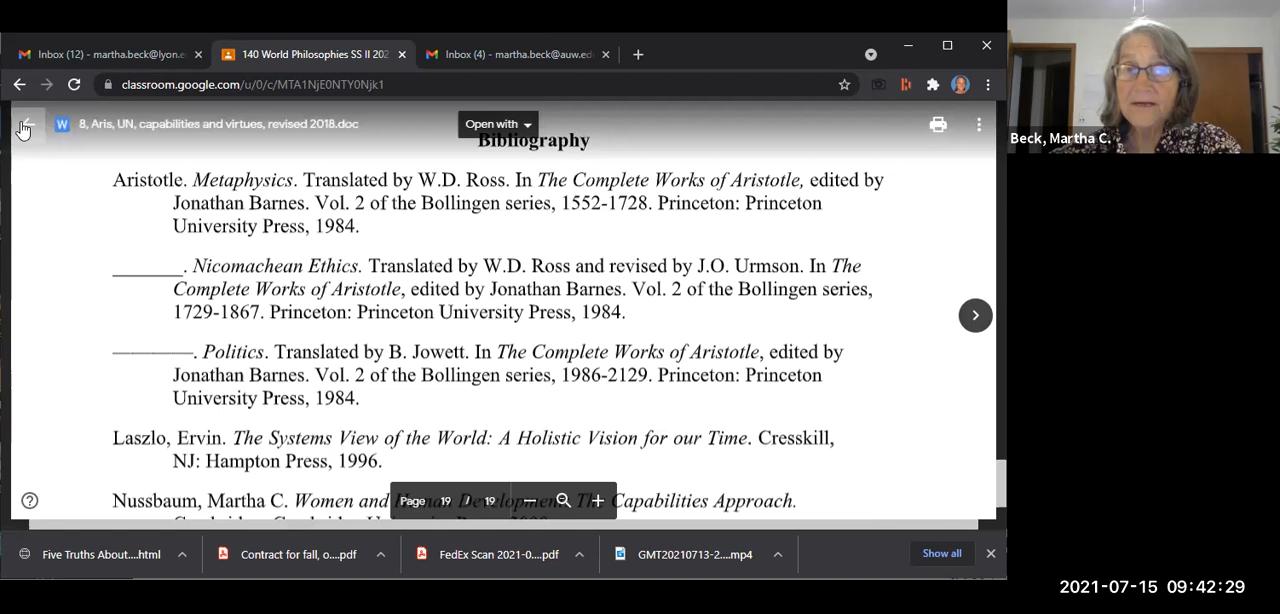 Inbox (12) - martha.beck@lyon.e
140 World Philosophies SS II 202
Inbox (4) - martha.beck@auw.ed
classroom.google.com/u/0/c/MTA1NjE0NTY0Njk1
8, Aris, UN, capabilities and virtues, revised 2018.doc
Open with
Beck, Martha C.
Bibliography
Aristotle. Metaphysics. Translated by W.D. Ross. In The Complete Works of Aristotle, edited by
Jonathan Barnes. Vol. 2 of the Bollingen series, 1552-1728. Princeton: Princeton
University Press, 1984.
_______. Nicomachean Ethics. Translated by W.D. Ross and revised by J.O. Urmson. In The
Complete Works of Aristotle, edited by Jonathan Barnes. Vol. 2 of the Bollingen series,
1729-1867. Princeton: Princeton University Press, 1984.
————. Politics. Translated by B. Jowett. In The Complete Works of Aristotle, edited by
Jonathan Barnes. Vol. 2 of the Bollingen series, 1986-2129. Princeton: Princeton
University Press, 1984.
Laszlo, Ervin. The Systems View of the World: A Holistic Vision for our Time. Cresskill,
NJ: Hampton Press, 1996.
Nussbaum, Martha C. Women and Human Development: The Capabilities Approach.
Page 19 / 19
Five Truths About....html
Contract for fall, o....pdf
FedEx Scan 2021-0....pdf
GMT20210713-2....mp4
Show all
2021-07-15 09:42:29